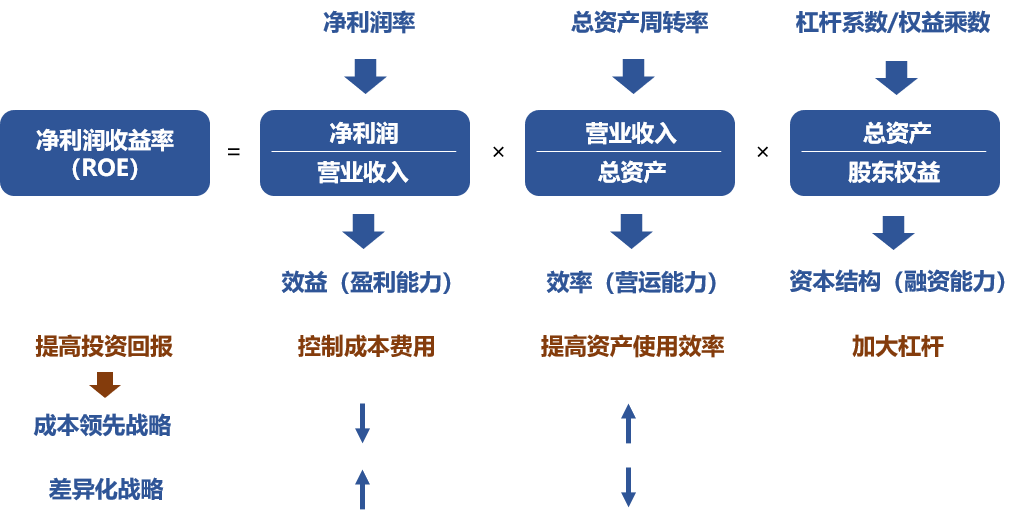 净利润率
总资产周转率
杠杆系数/权益乘数
净利润收益率
（ROE）
=
净利润
营业收入
×
营业收入
总资产
×
总资产
股东权益
效益（盈利能力）
效率（营运能力）
资本结构（融资能力）
提高投资回报
控制成本费用
提高资产使用效率
加大杠杆
成本领先战略
差异化战略